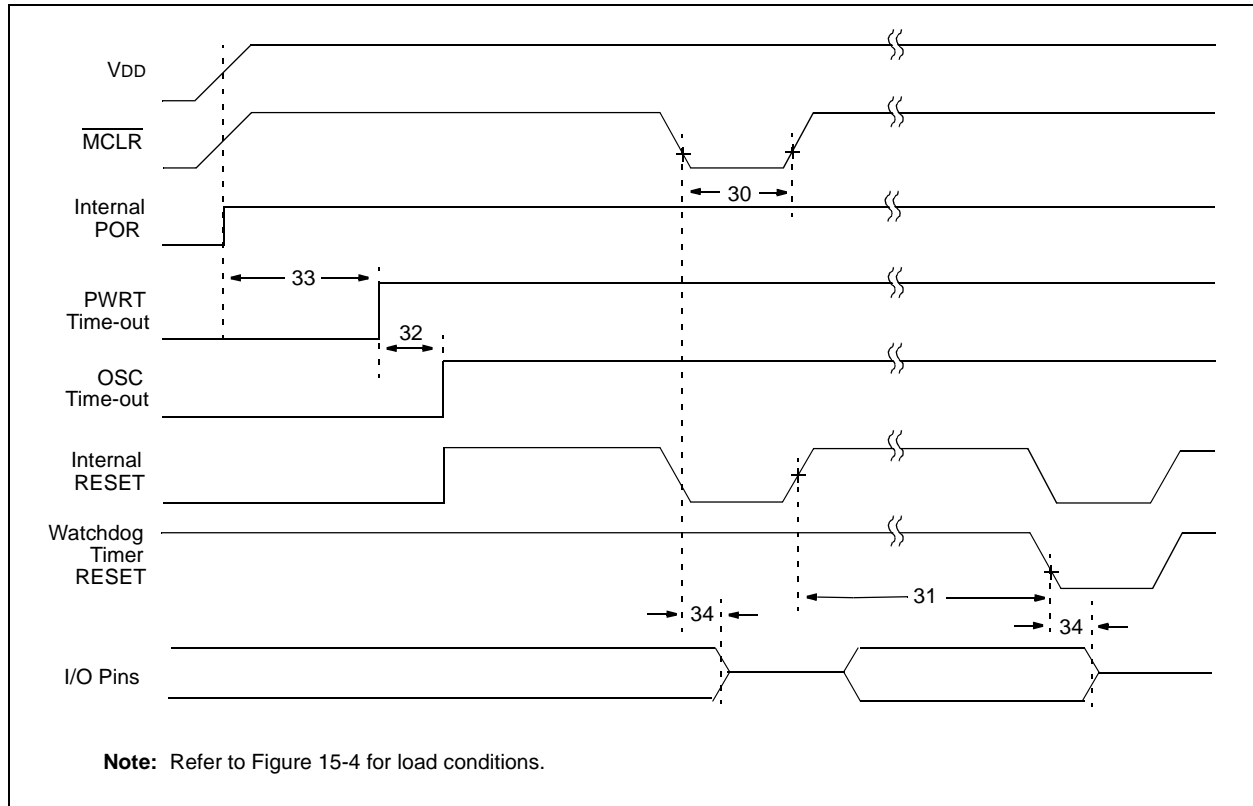 VDD
MCLR
30
Internal
POR
33
PWRT
Time-out
32
OSC
Time-out
Internal
RESET
Watchdog
Timer
RESET
31
34
34
I/O Pins
Note: Refer to Figure 15-4 for load conditions.